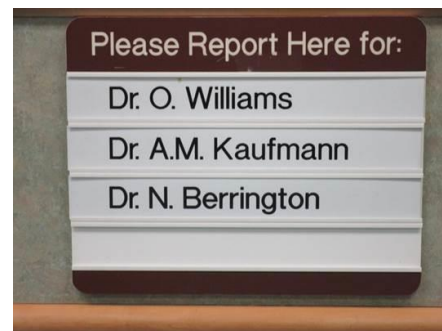 Please Report Here for:
Dr. O. Williams
Dr. A.M. Kaufmann
Dr. N. Berrington